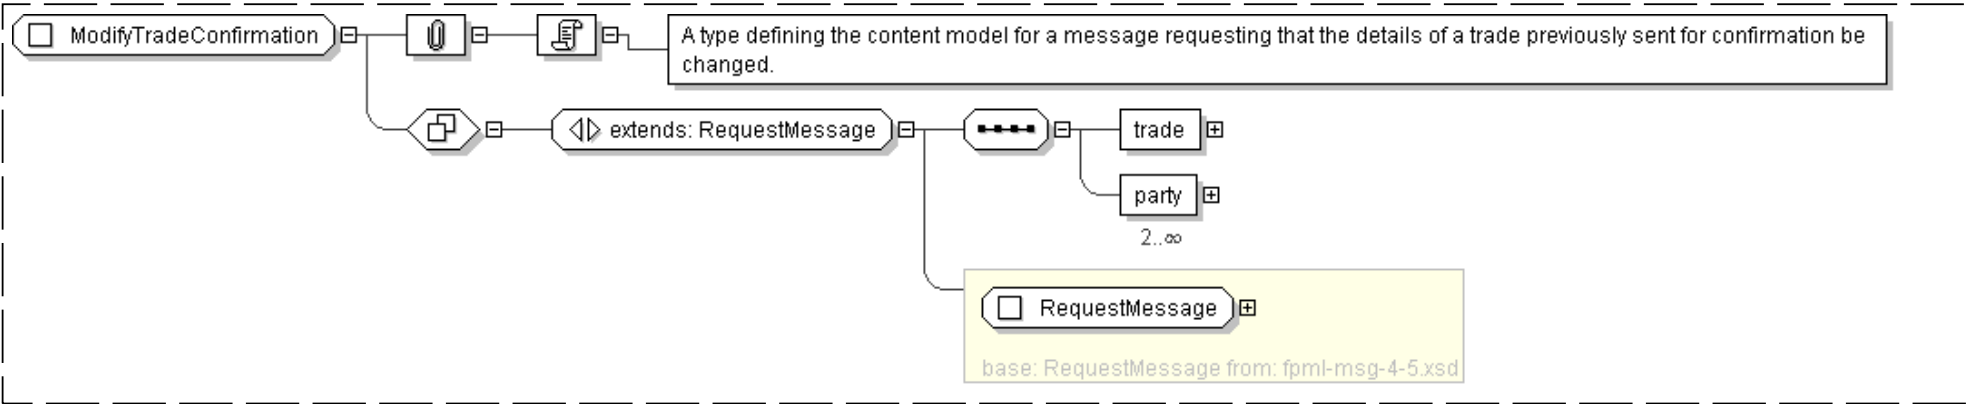 ModifyTradeConfirmation
A type defining the content model for a message requesting that the details of a trade previously sent for confirmation be
changed.
extends: RequestMessage
trade
party
2..∞
RequestMessage
base: RequestMessage from: fpml-msg-4-5.xsd